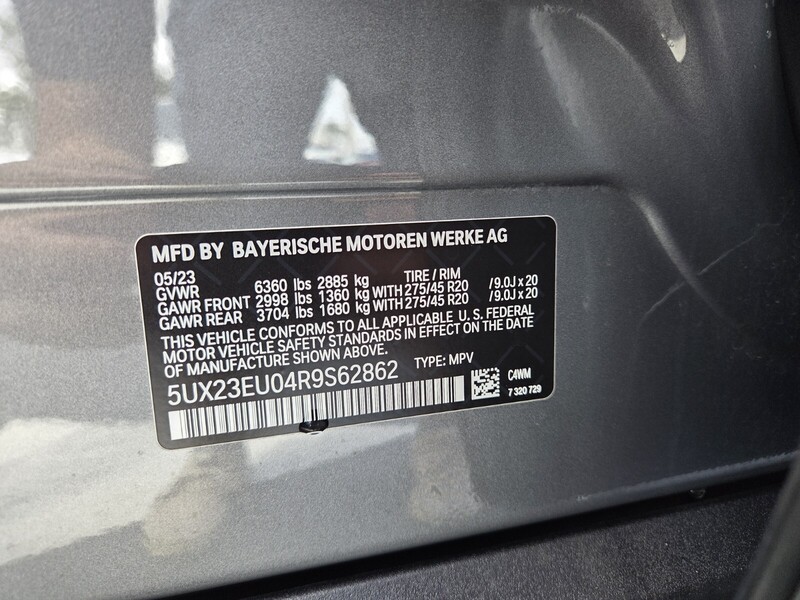 MFD BY BAYERISCHE MOTOREN WERKE AG
05/23 TIRE / RIM
GVWR 6360 lbs 2885 kg
GAWR FRONT 2998 lbs 1360 kg WITH 275/45 R20 / 9.0J x 20
GAWR REAR 3704 lbs 1680 kg WITH 275/45 R20 / 9.0J x 20
THIS VEHICLE CONFORMS TO ALL APPLICABLE U. S. FEDERAL
MOTOR VEHICLE SAFETY STANDARDS IN EFFECT ON THE DATE
OF MANUFACTURE SHOWN ABOVE.
5UX23EU04R9S62862 TYPE: MPV
C4WM
7 320 729